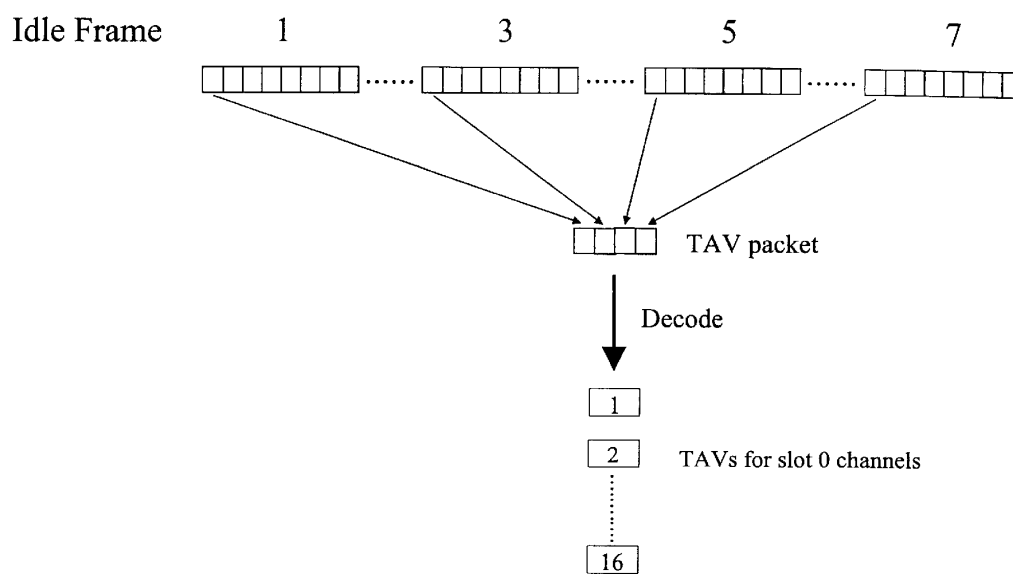 Idle Frame 1 3 5 7
TAV packet
Decode
1
2
TAVs for slot 0 channels
16